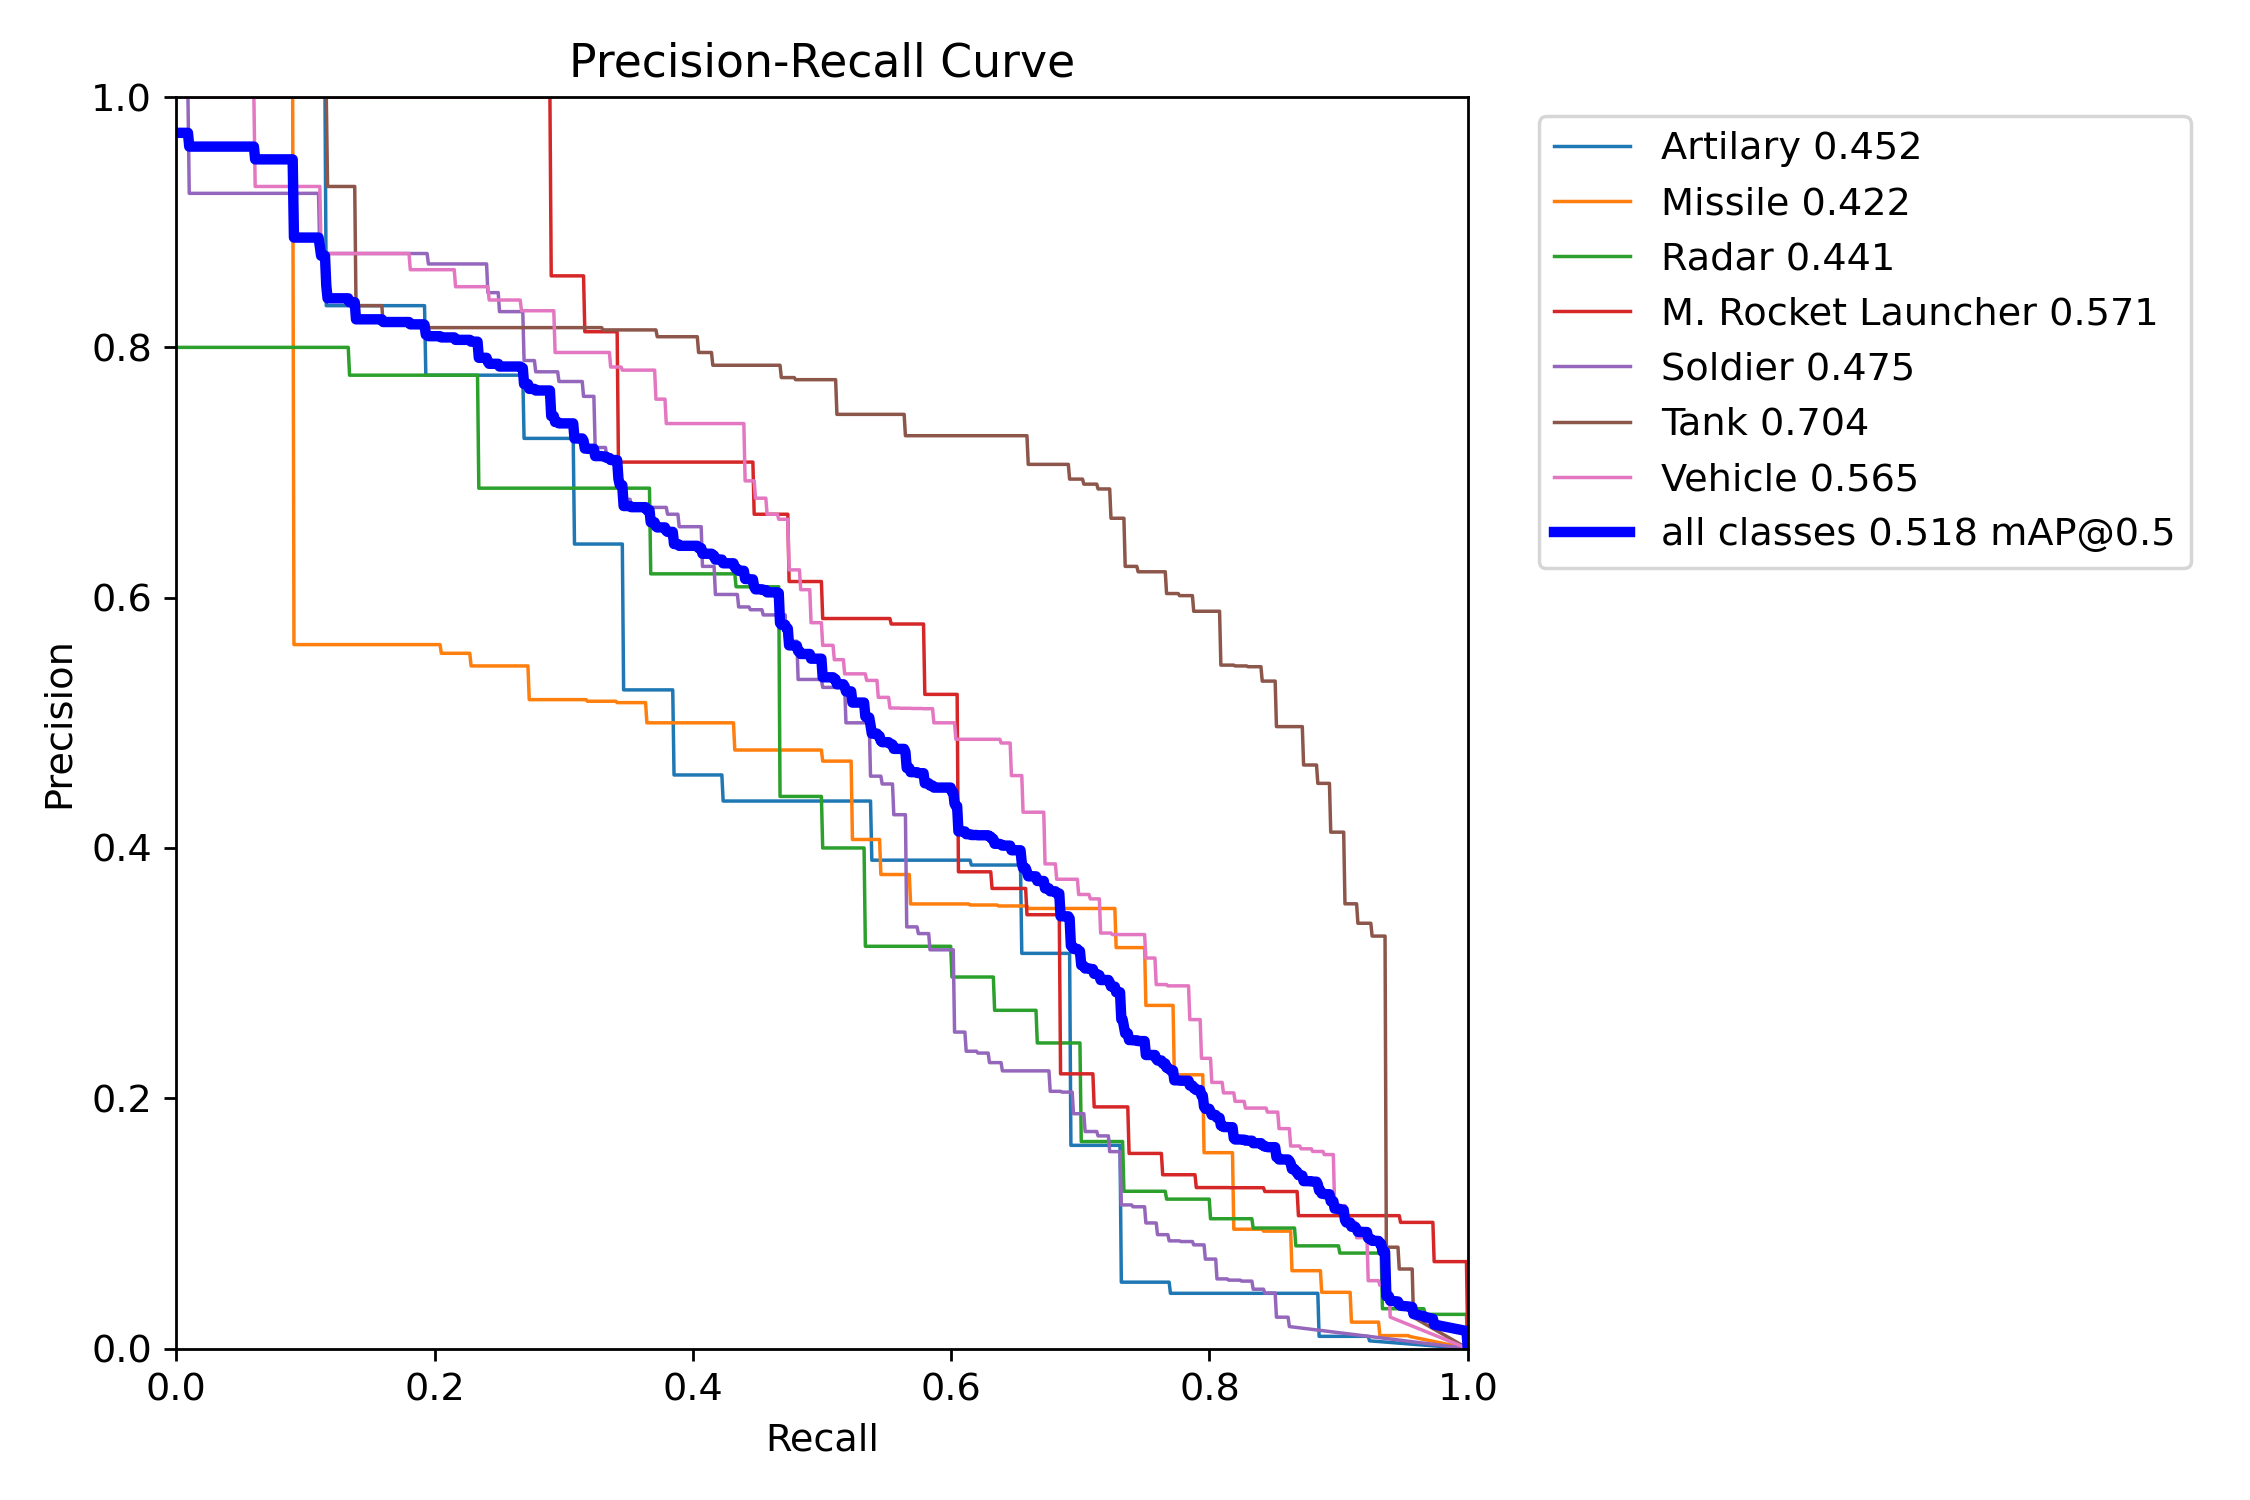 Precision-Recall Curve
1.0
0.8
0.6
0.4
0.2
0.0
Precision
0.0 0.2 0.4 0.6 0.8 1.0
Recall
Artilary 0.452
Missile 0.422
Radar 0.441
M. Rocket Launcher 0.571
Soldier 0.475
Tank 0.704
Vehicle 0.565
all classes 0.518 mAP@0.5